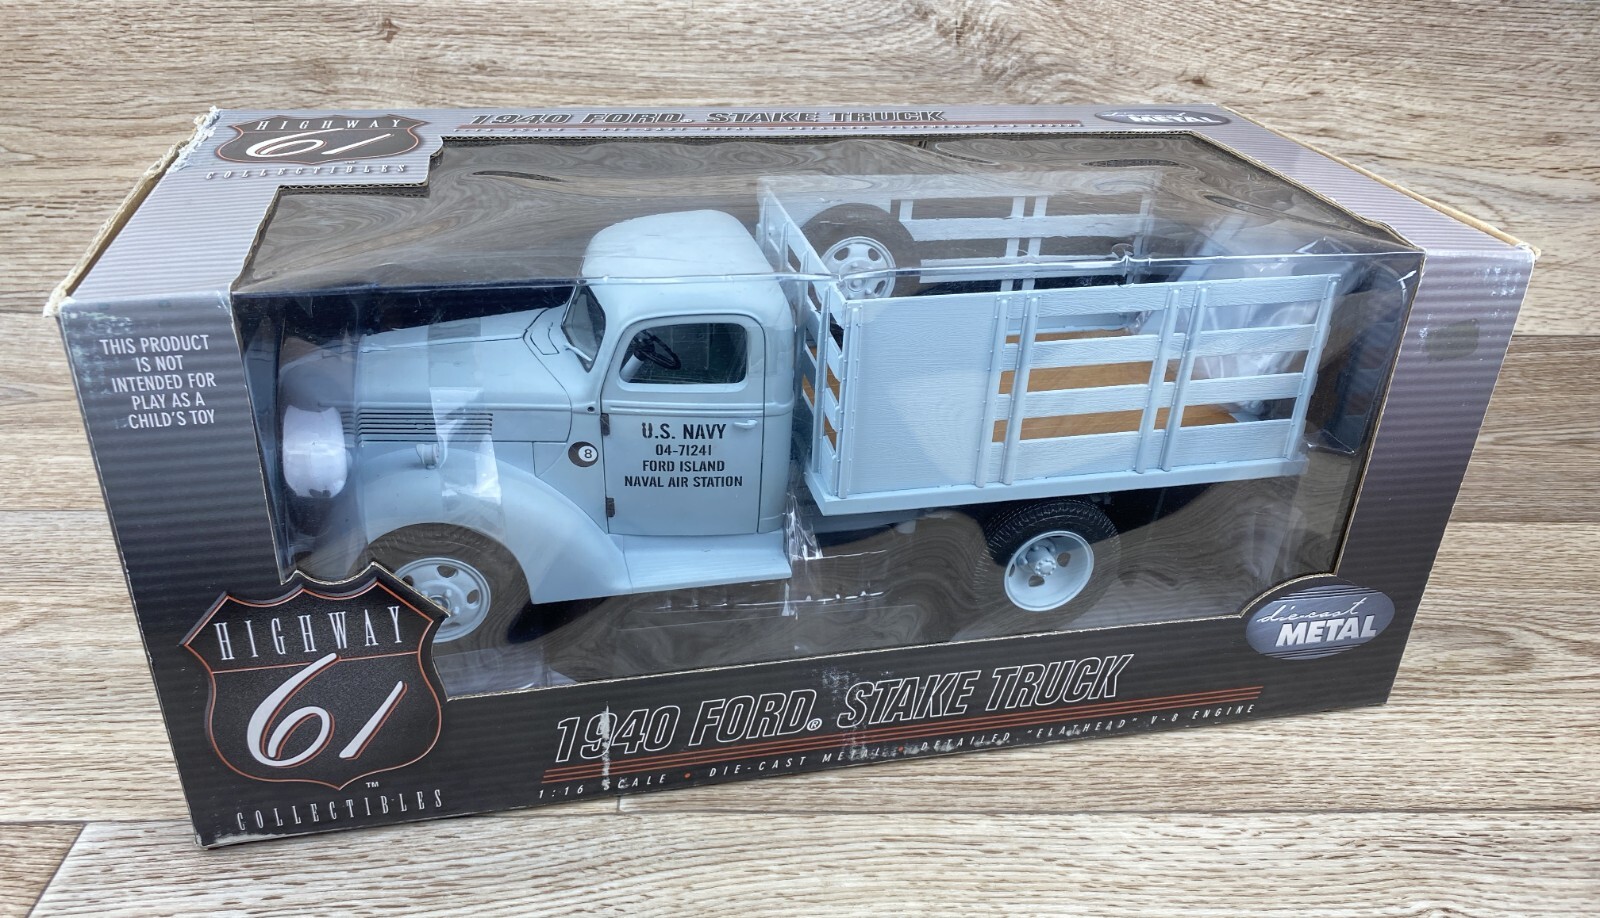 HIGHWAY
61
™
COLLECTIBLES
1940 FORD® STAKE TRUCK
METAL
THIS PRODUCT
IS NOT
INTENDED FOR
PLAY AS A
CHILD'S TOY
8
U.S. NAVY
04-71241
FORD ISLAND
NAVAL AIR STATION
HIGHWAY
61
™
COLLECTIBLES
die-cast
METAL
1940 FORD® STAKE TRUCK
1:16 SCALE • DIE-CAST METAL • DETAILED "FLATHEAD" V-8 ENGINE